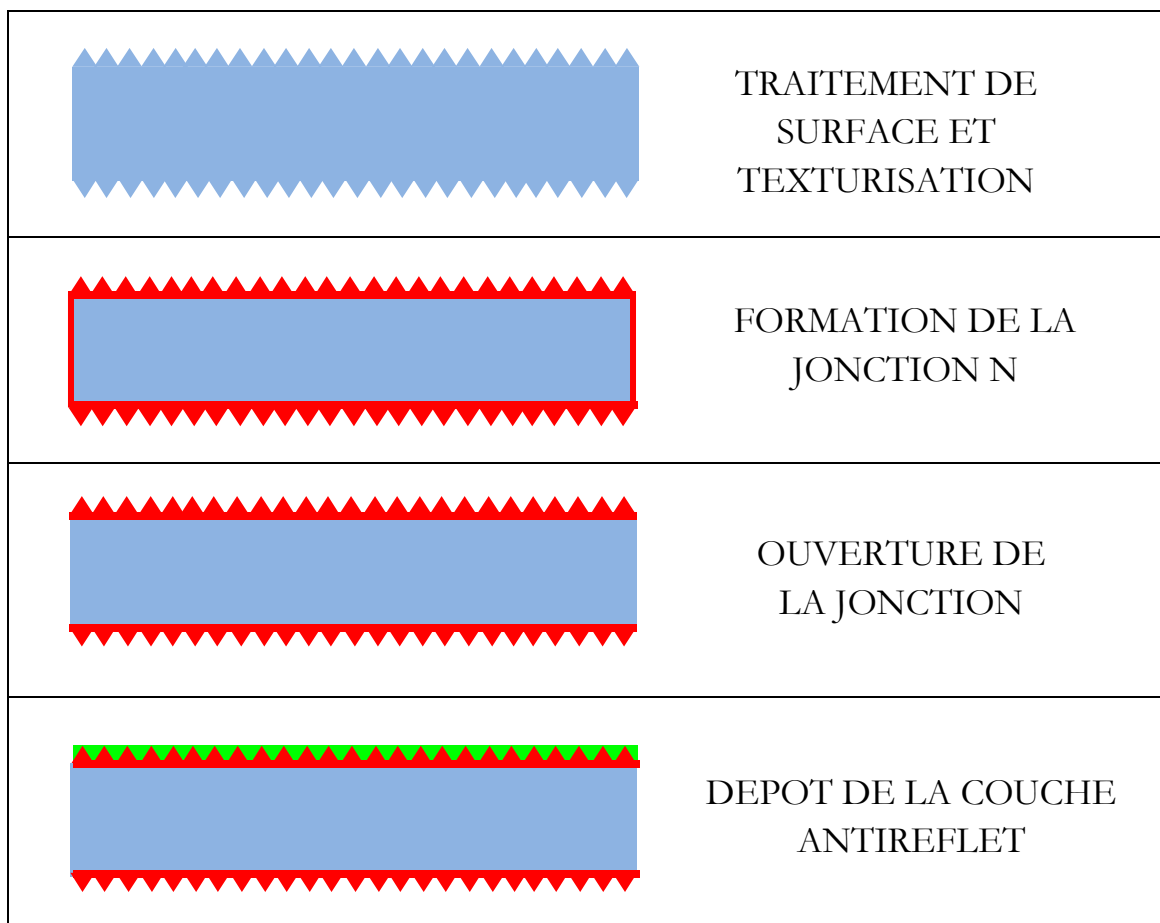 TRAITEMENT DE
SURFACE ET
TEXTURISATION
FORMATION DE LA
JONCTION N
OUVERTURE DE
LA JONCTION
DEPOT DE LA COUCHE
ANTIREFLET